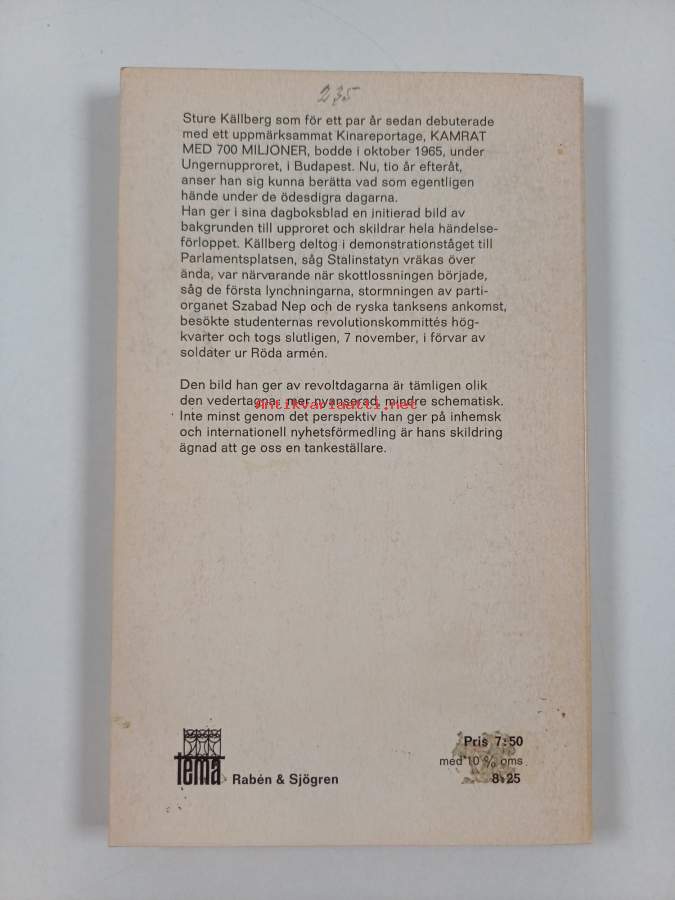 235
Sture Källberg som för ett par år sedan debuterade
med ett uppmärksammat Kinareportage, KAMRAT
MED 700 MILJONER, bodde i oktober 1965, under
Ungernupproret, i Budapest. Nu, tio år efteråt,
anser han sig kunna berätta vad som egentligen
hände under de ödesdigra dagarna.
Han ger i sina dagboksblad en initierad bild av
bakgrunden till upproret och skildrar hela händelse-
förloppet. Källberg deltog i demonstrationståget till
Parlamentsplatsen, såg Stalinstatyn vräkas över
ända, var närvarande när skottlossningen började,
såg de första lynchningarna, stormningen av parti-
organet Szabad Nep och de ryska tanksens ankomst,
besökte studenternas revolutionskommittés hög-
kvarter och togs slutligen, 7 november, i förvar av
soldater ur Röda armén.
Den bild han ger av revoltdagarna är tämligen olik
den vedertagna: mer nyanserad, mindre schematisk.
Antikvariaatti.net
Inte minst genom det perspektiv han ger på inhemsk
och internationell nyhetsförmedling är hans skildring
ägnad att ge oss en tankeställare.
tema Rabén & Sjögren
Pris 7:50
med 10 % oms
8:25